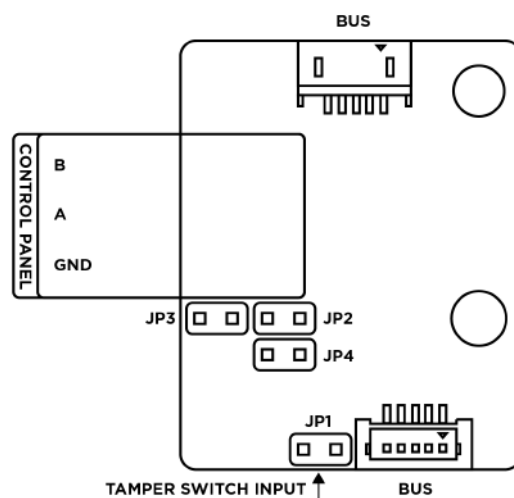 BUS
CONTROL PANEL
B
A
GND
JP3
JP2
JP4
JP1
TAMPER SWITCH INPUT
BUS